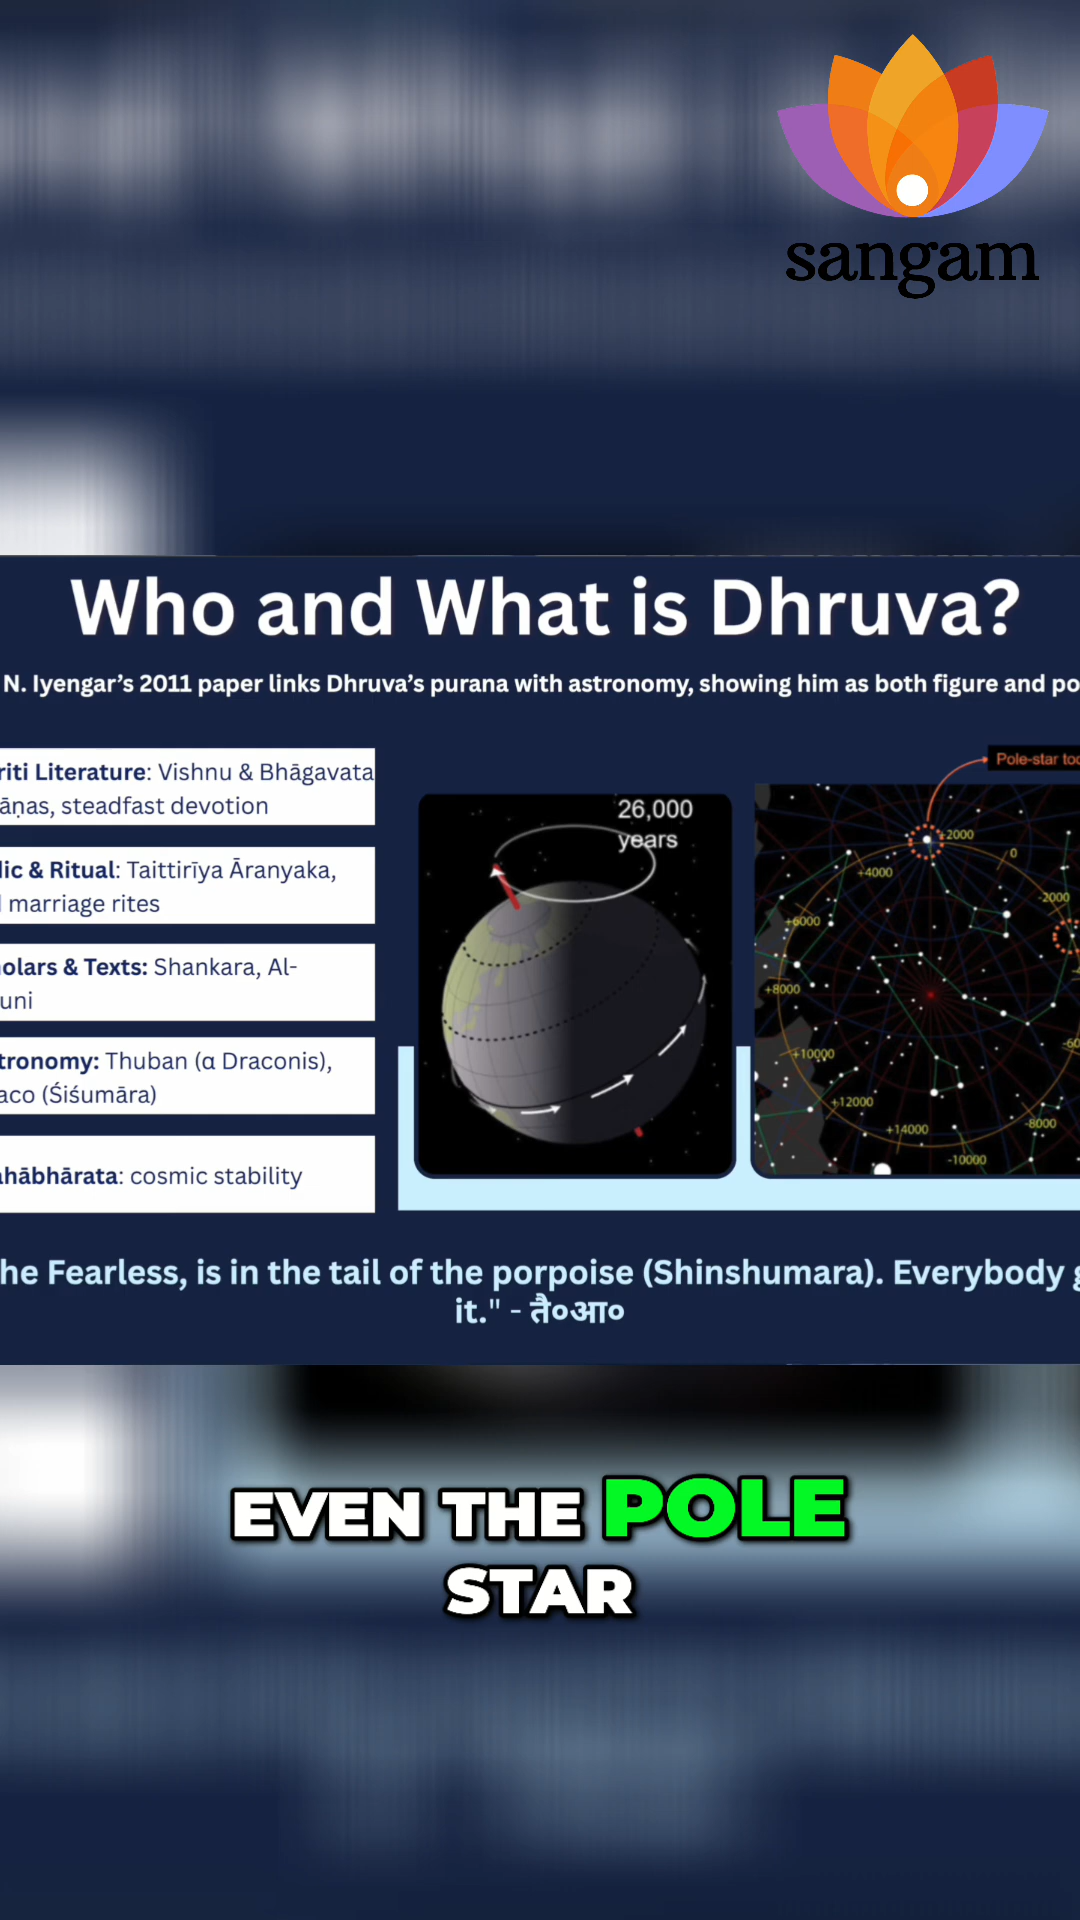 sangam
Who and What is Dhruva?
N. Iyengar’s 2011 paper links Dhruva’s purana with astronomy, showing him as both figure and po
riti Literature: Vishnu & Bhāgavata
āṇas, steadfast devotion
lic & Ritual: Taittirīya Āranyaka,
l marriage rites
olars & Texts: Shankara, Al-
uni
tronomy: Thuban (α Draconis),
aco (Śiśumāra)
ahābhārata: cosmic stability
26,000
years
Pole-star to
+2000
0
+4000
-2000
+6000
+8000
+10000
+12000
+14000
-8000
-10000
he Fearless, is in the tail of the porpoise (Shinshumara). Everybody
it." - तै०आ०
EVEN THE POLE
STAR